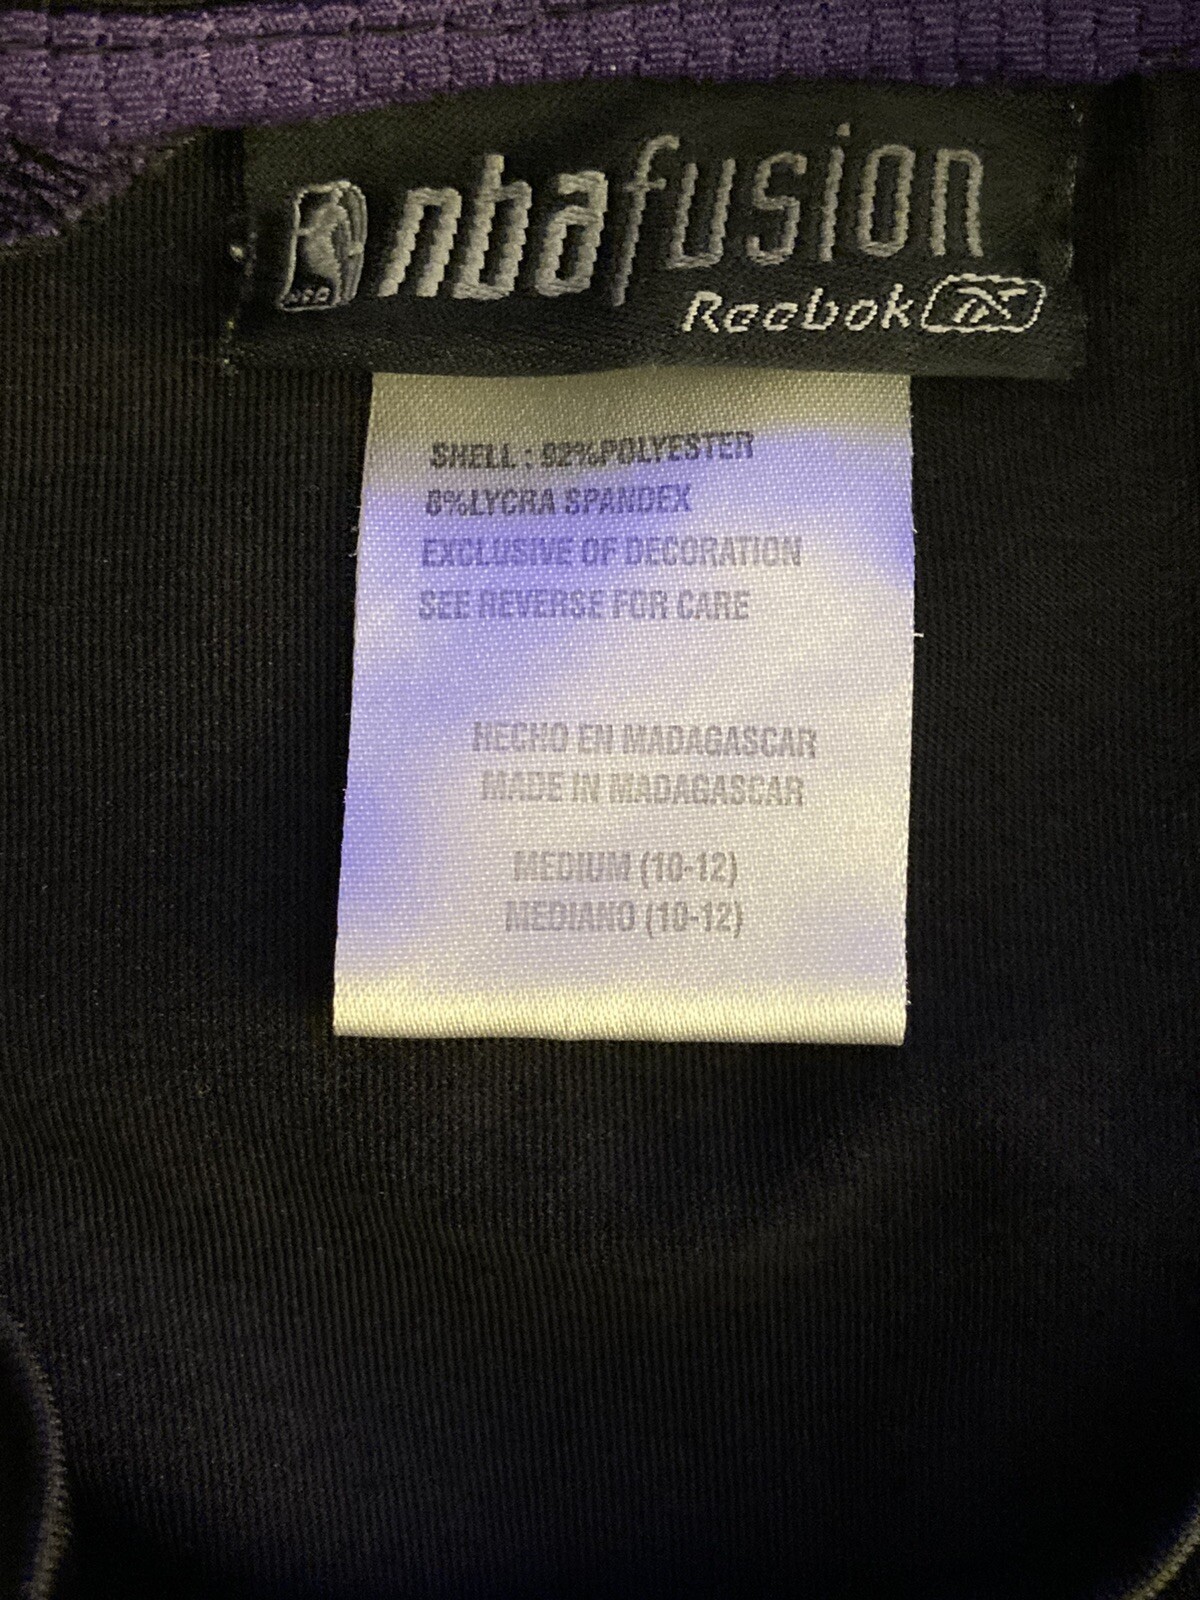 nbafusion
Reebok
SHELL : 92%POLYESTER
8%LYCRA SPANDEX
EXCLUSIVE OF DECORATION
SEE REVERSE FOR CARE
HECHO EN MADAGASCAR
MADE IN MADAGASCAR
MEDIUM (10-12)
MEDIANO (10-12)